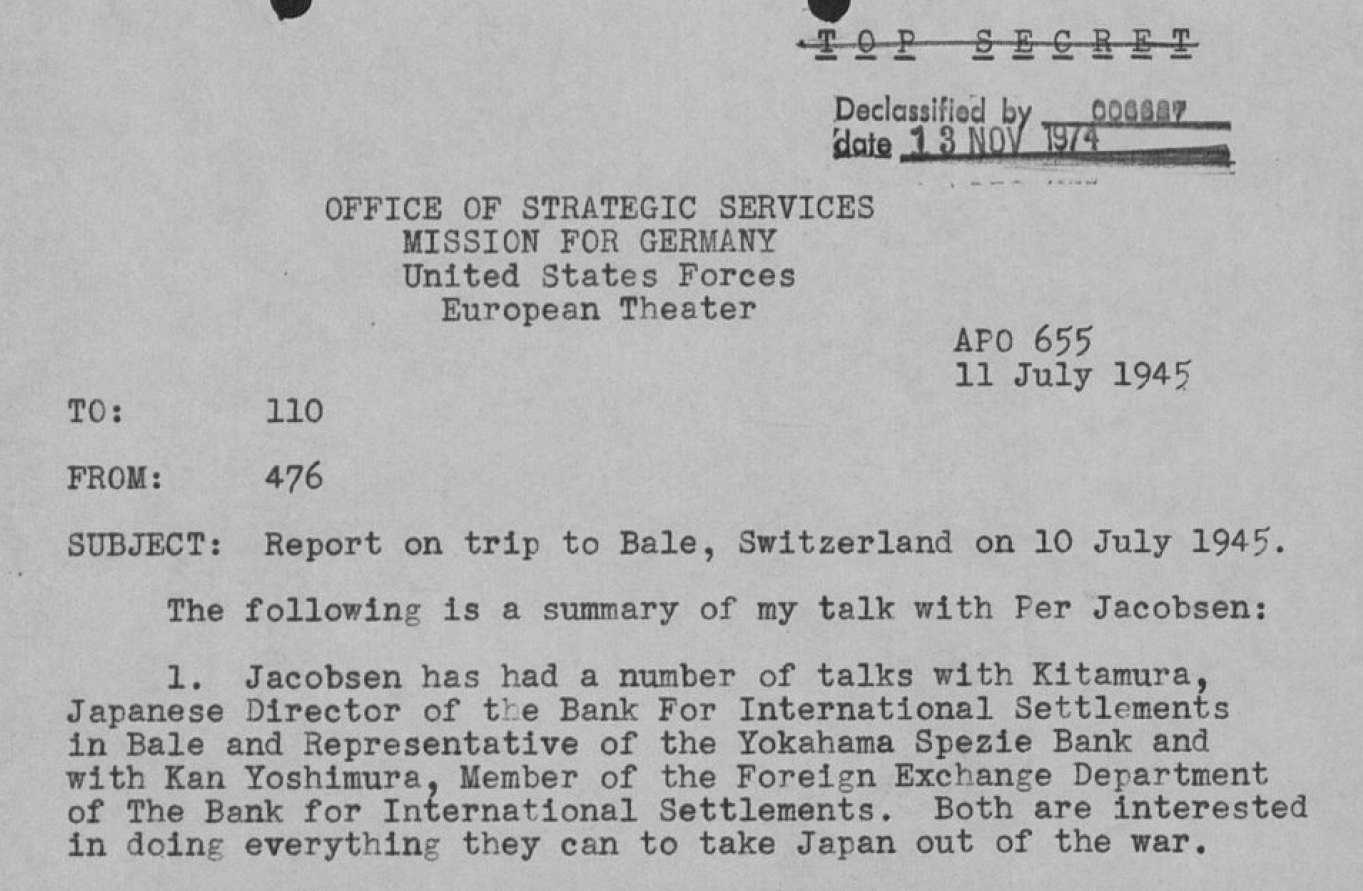 TOP SECRET
Declassified by 006687
date 13 NOV 1974
OFFICE OF STRATEGIC SERVICES
MISSION FOR GERMANY
United States Forces
European Theater
APO 655
11 July 1945
TO: 110
FROM: 476
SUBJECT: Report on trip to Bale, Switzerland on 10 July 1945.
The following is a summary of my talk with Per Jacobsen:
1. Jacobsen has had a number of talks with Kitamura,
Japanese Director of the Bank For International Settlements
in Bale and Representative of the Yokahama Spezie Bank and
with Kan Yoshimura, Member of the Foreign Exchange Department
of The Bank for International Settlements. Both are interested
in doing everything they can to take Japan out of the war.